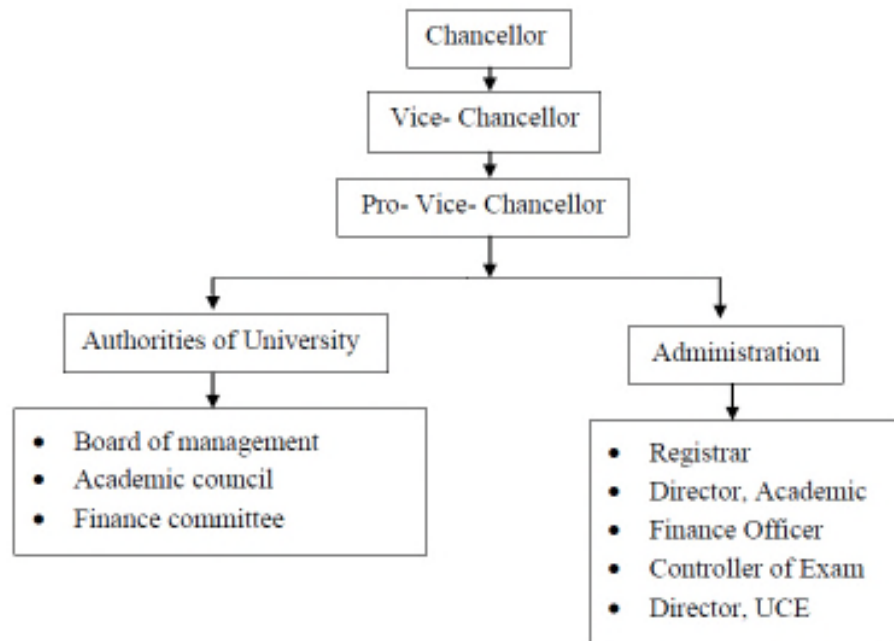 Chancellor
Vice- Chancellor
Pro- Vice- Chancellor
Authorities of University
Administration
• Board of management
• Academic council
• Finance committee
• Registrar
• Director, Academic
• Finance Officer
• Controller of Exam
• Director, UCE